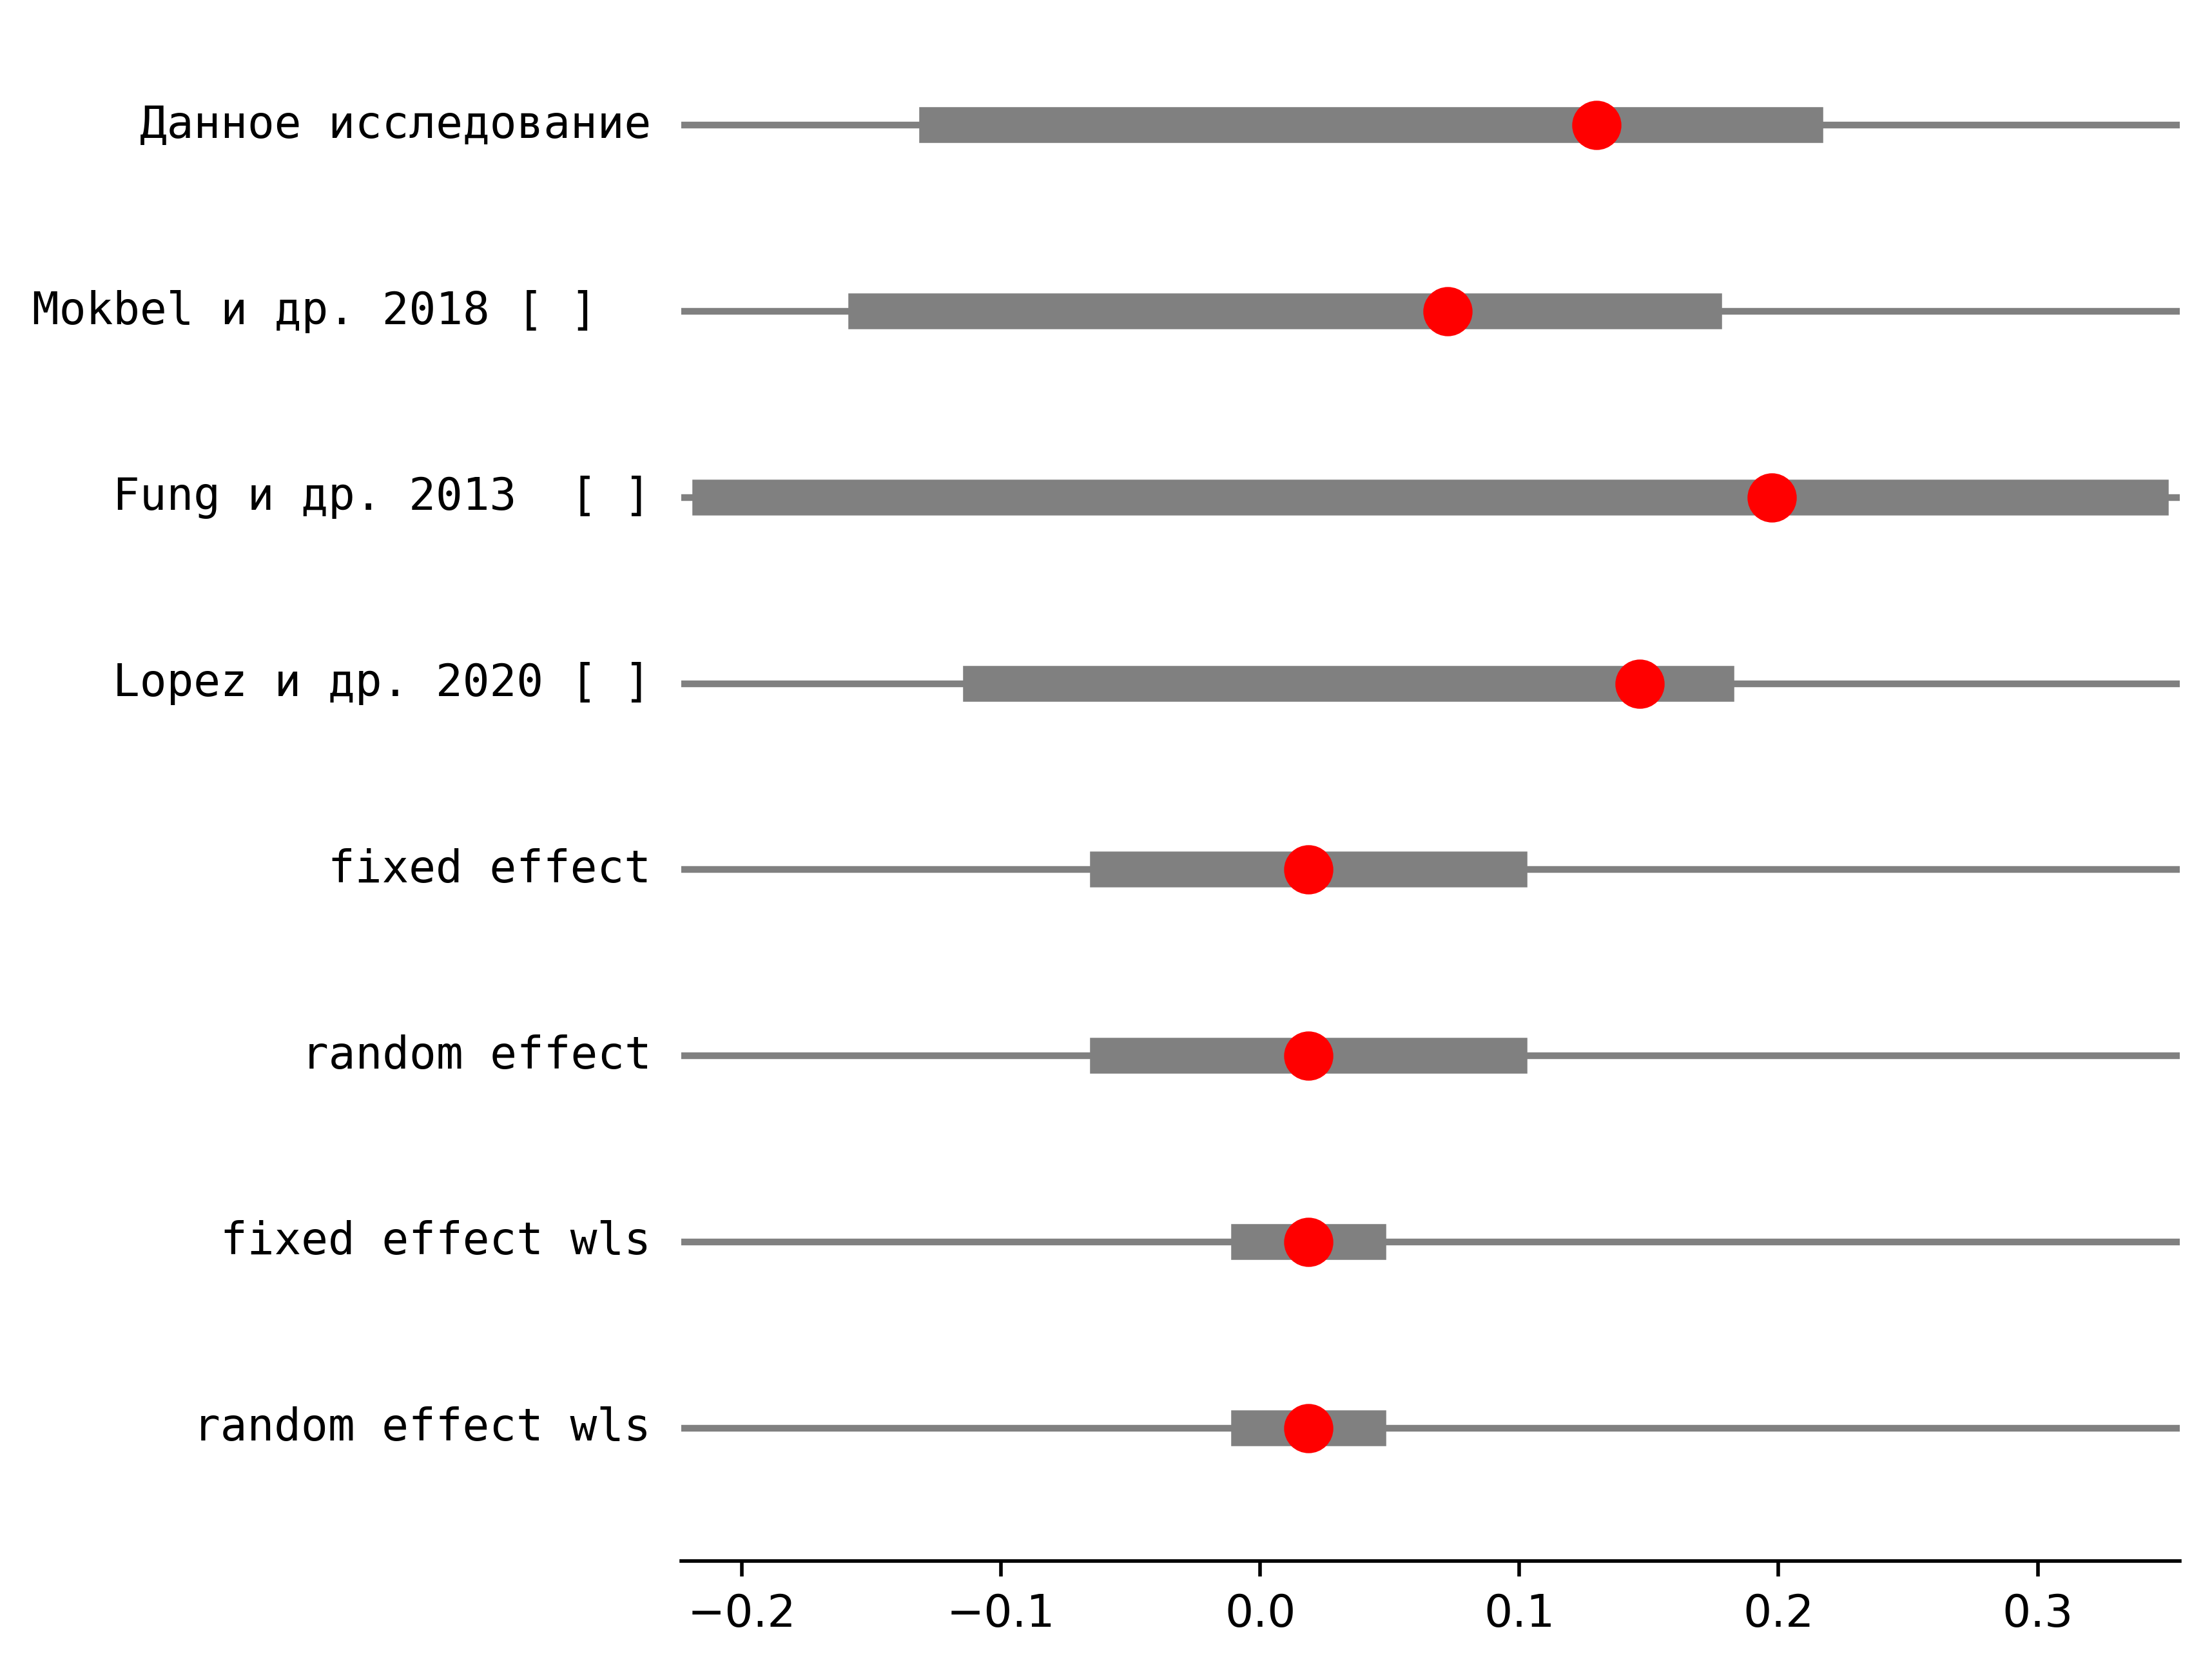 Данное исследование
Mokbel и др. 2018 [ ]
Fung и др. 2013  [ ]
Lopez и др. 2020 [ ]
fixed effect
random effect
fixed effect wls
random effect wls
−0.2 −0.1 0.0 0.1 0.2 0.3